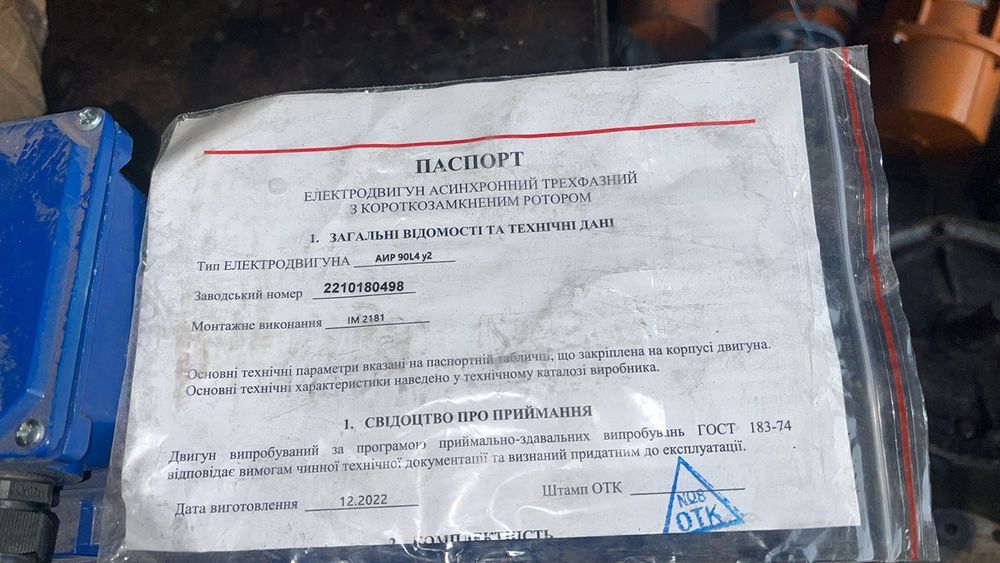 ПАСПОРТ
ЕЛЕКТРОДВИГУН АСИНХРОННИЙ ТРЕХФАЗНИЙ
З КОРОТКОЗАМКНЕНИМ РОТОРОМ
1. ЗАГАЛЬНІ ВІДОМОСТІ ТА ТЕХНІЧНІ ДАНІ
Тип ЕЛЕКТРОДВИГУНА АИР 90L4 у2
Заводський номер 2210180498
Монтажне виконання IM 2181
Основні технічні параметри вказані на паспортній табличці, що закріплена на корпусі двигуна.
Основні технічні характеристики наведено у технічному каталозі виробника.
1. СВІДОЦТВО ПРО ПРИЙМАННЯ
Двигун випробуваний за програмою приймально-здавальних випробувань ГОСТ 183-74
відповідає вимогам чинної технічної документації та визнаний придатним до експлуатації.
Дата виготовлення 12.2022 Штамп ОТК
№8
ОТК
2. КОМПЛЕКТНІСТЬ